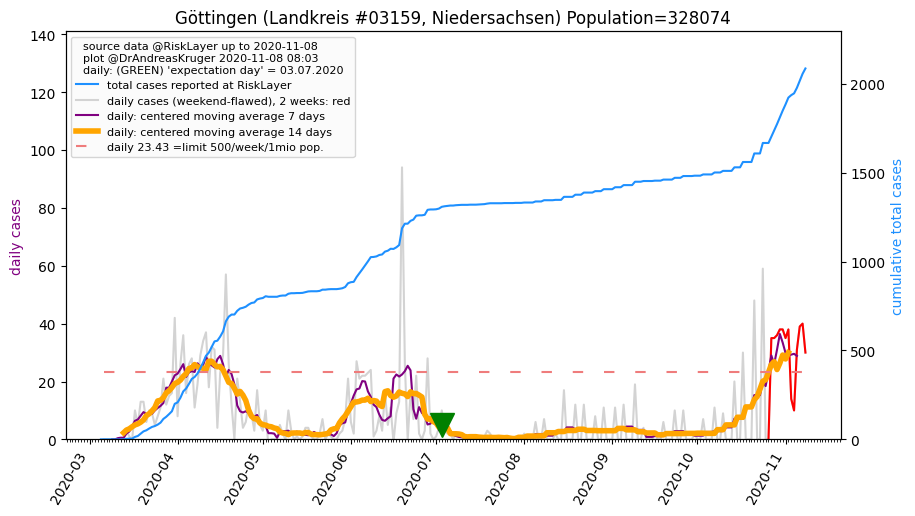 Göttingen (Landkreis #03159, Niedersachsen) Population=328074
source data @RiskLayer up to 2020-11-08
plot @DrAndreasKruger 2020-11-08 08:03
daily: (GREEN) 'expectation day' = 03.07.2020
total cases reported at RiskLayer
daily cases (weekend-flawed), 2 weeks: red
daily: centered moving average 7 days
daily: centered moving average 14 days
daily 23.43 =limit 500/week/1mio pop.
daily cases
140
120
100
80
60
40
20
0
cumulative total cases
2000
1500
1000
500
0
2020-03
2020-04
2020-05
2020-06
2020-07
2020-08
2020-09
2020-10
2020-11